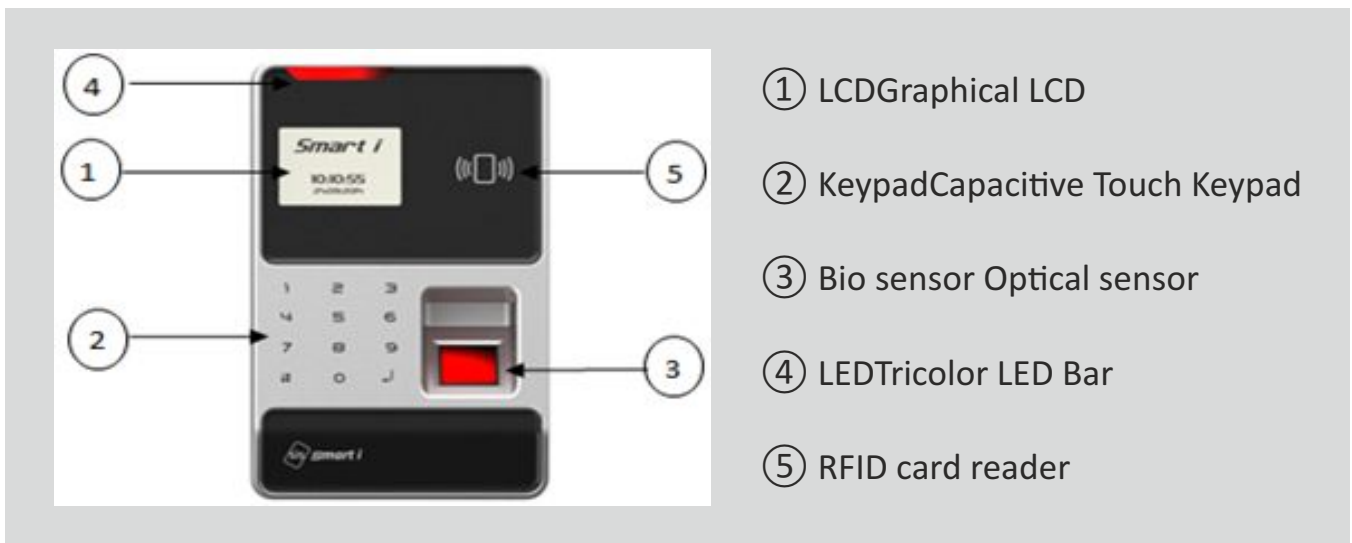 4
1
2
5
3
Smart i
10:10:55
1 2 3
4 5 6
7 8 9
0
Smart i
① LCDGraphical LCD
② KeypadCapacitive Touch Keypad
③ Bio sensor Optical sensor
④ LEDTricolor LED Bar
⑤ RFID card reader